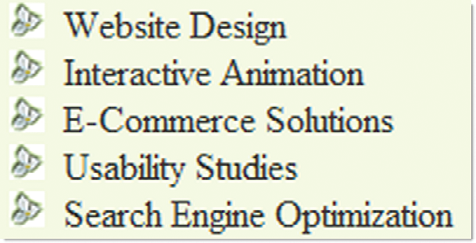 Website Design
Interactive Animation
E-Commerce Solutions
Usability Studies
Search Engine Optimization